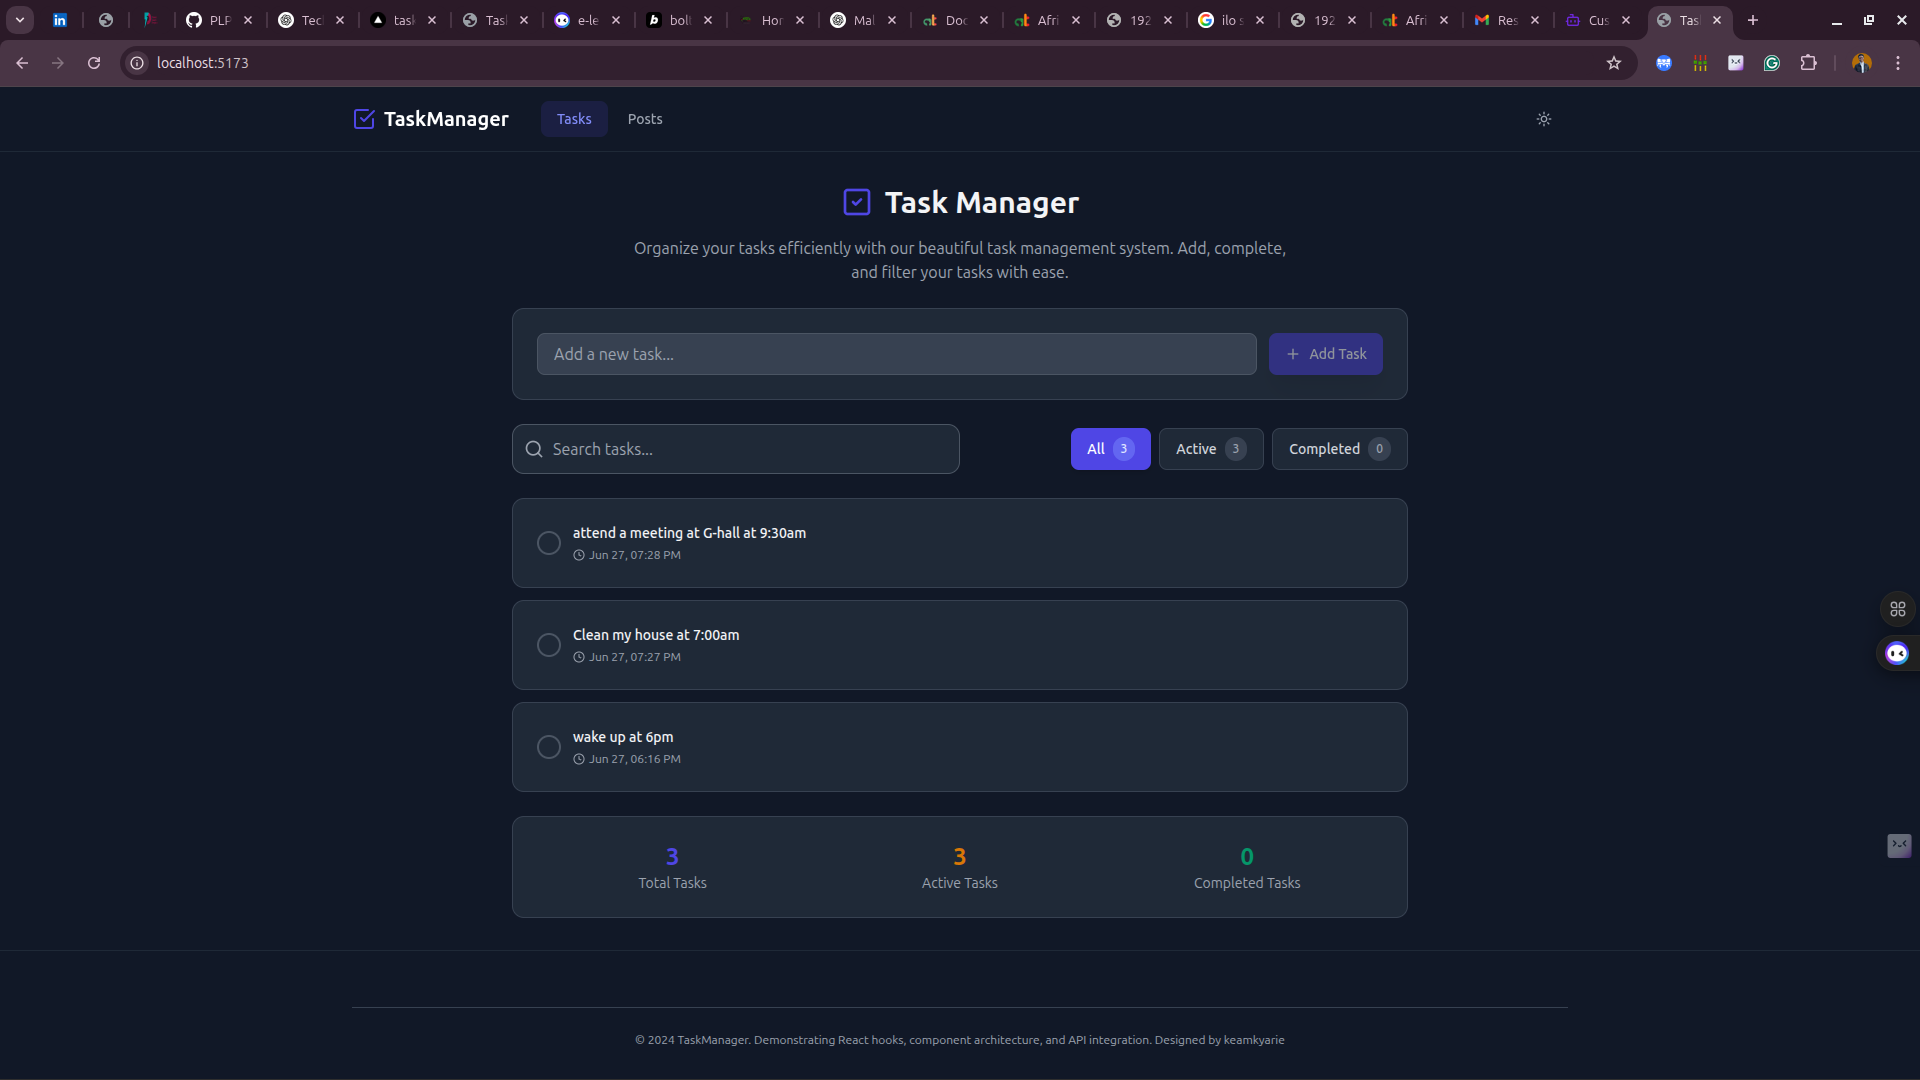 PLP
Tec
task
Tas
e-le
bolt
Hor
Mal
Doc
Afri
192
ilo s
192
Afri
Res
Cus
Tas
localhost:5173
TaskManager Tasks Posts
Task Manager
Organize your tasks efficiently with our beautiful task management system. Add, complete,
and filter your tasks with ease.
Add a new task...
+ Add Task
Search tasks...
All 3 Active 3 Completed 0
attend a meeting at G-hall at 9:30am
Jun 27, 07:28 PM
Clean my house at 7:00am
Jun 27, 07:27 PM
wake up at 6pm
Jun 27, 06:16 PM
3 3 0
Total Tasks Active Tasks Completed Tasks
© 2024 TaskManager. Demonstrating React hooks, component architecture, and API integration. Designed by keamkyarie